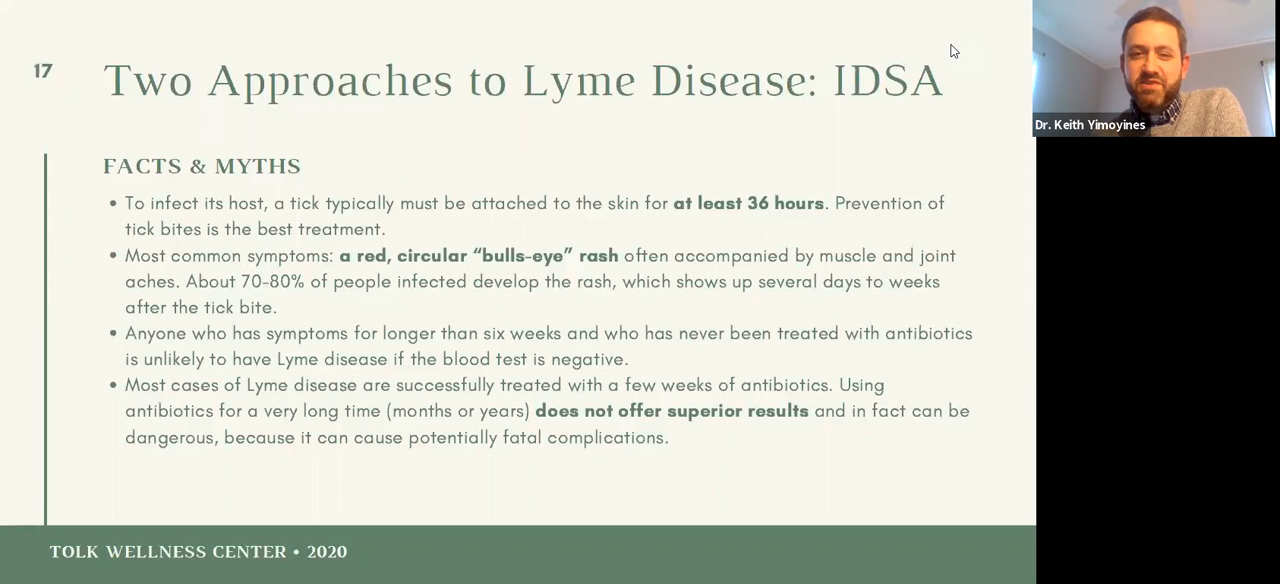 17
Two Approaches to Lyme Disease: IDSA
Dr. Keith Yimoyines
FACTS & MYTHS
• To infect its host, a tick typically must be attached to the skin for at least 36 hours. Prevention of
tick bites is the best treatment.
• Most common symptoms: a red, circular “bulls-eye” rash often accompanied by muscle and joint
aches. About 70-80% of people infected develop the rash, which shows up several days to weeks
after the tick bite.
• Anyone who has symptoms for longer than six weeks and who has never been treated with antibiotics
is unlikely to have Lyme disease if the blood test is negative.
• Most cases of Lyme disease are successfully treated with a few weeks of antibiotics. Using
antibiotics for a very long time (months or years) does not offer superior results and in fact can be
dangerous, because it can cause potentially fatal complications.
TOLK WELLNESS CENTER • 2020